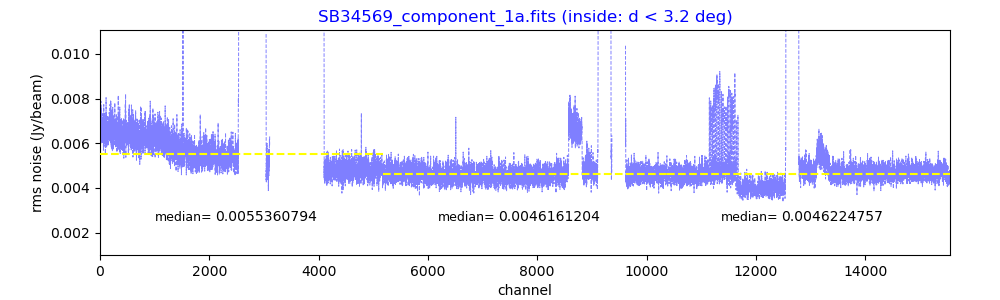 SB34569_component_1a.fits (inside: d < 3.2 deg)
rms noise (Jy/beam)
0.010
0.008
0.006
0.004
0.002
median= 0.0055360794 median= 0.0046161204 median= 0.0046224757
0 2000 4000 6000 8000 10000 12000 14000
channel